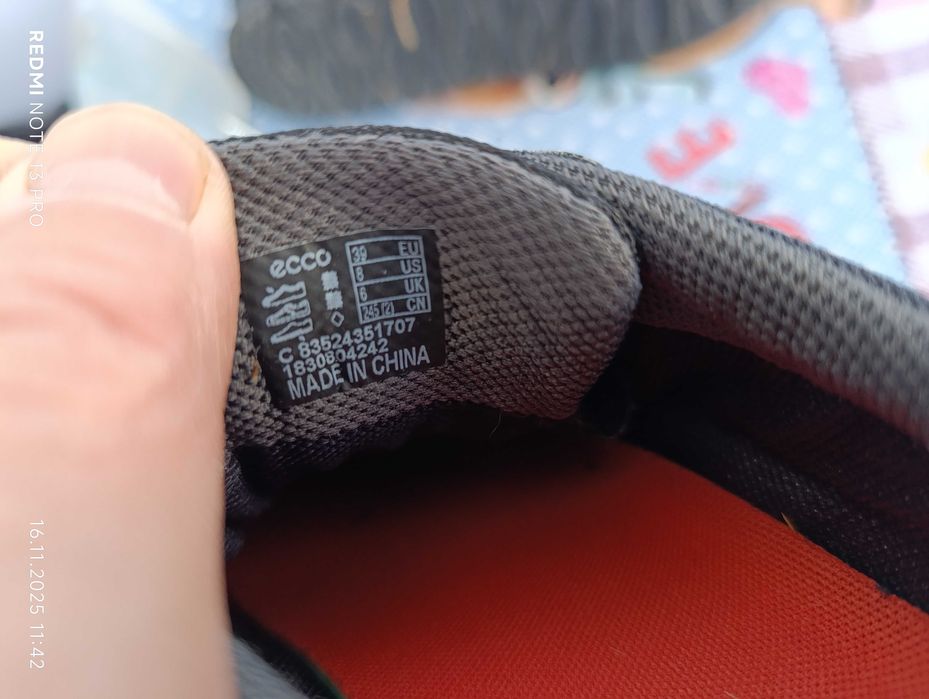 REDMI NOTE 13 PRO
16.11.2025 11:42
ecco
39 EU
8 US
6 UK
245 (2) CN
C 83524351707
1830804242
MADE IN CHINA